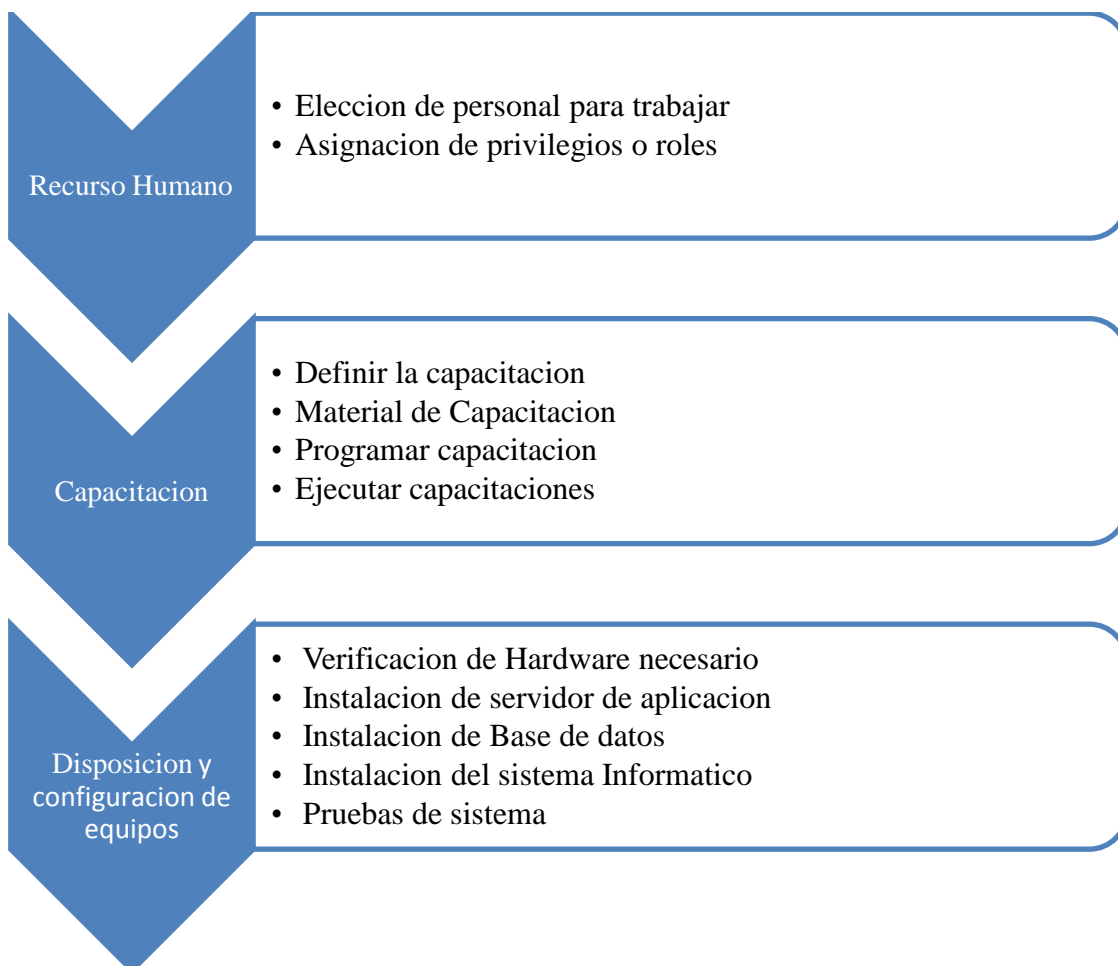 Recurso Humano
• Eleccion de personal para trabajar
• Asignacion de privilegios o roles
Capacitacion
• Definir la capacitacion
• Material de Capacitacion
• Programar capacitacion
• Ejecutar capacitaciones
Disposicion y
configuracion de
equipos
• Verificacion de Hardware necesario
• Instalacion de servidor de aplicacion
• Instalacion de Base de datos
• Instalacion del sistema Informatico
• Pruebas de sistema